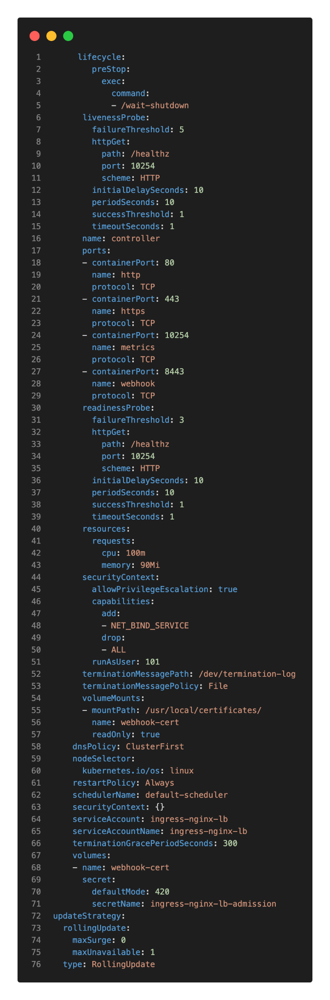 1 lifecycle:
2 preStop:
3 exec:
4 command:
5 - /wait-shutdown
6 livenessProbe:
7 failureThreshold: 5
8 httpGet:
9 path: /healthz
10 port: 10254
11 scheme: HTTP
12 initialDelaySeconds: 10
13 periodSeconds: 10
14 successThreshold: 1
15 timeoutSeconds: 1
16 name: controller
17 ports:
18 - containerPort: 80
19 name: http
20 protocol: TCP
21 - containerPort: 443
22 name: https
23 protocol: TCP
24 - containerPort: 10254
25 name: metrics
26 protocol: TCP
27 - containerPort: 8443
28 name: webhook
29 protocol: TCP
30 readinessProbe:
31 failureThreshold: 3
32 httpGet:
33 path: /healthz
34 port: 10254
35 scheme: HTTP
36 initialDelaySeconds: 10
37 periodSeconds: 10
38 successThreshold: 1
39 timeoutSeconds: 1
40 resources:
41 requests:
42 cpu: 100m
43 memory: 90Mi
44 securityContext:
45 allowPrivilegeEscalation: true
46 capabilities:
47 add:
48 - NET_BIND_SERVICE
49 drop:
50 - ALL
51 runAsUser: 101
52 terminationMessagePath: /dev/termination-log
53 terminationMessagePolicy: File
54 volumeMounts:
55 - mountPath: /usr/local/certificates/
56 name: webhook-cert
57 readOnly: true
58 dnsPolicy: ClusterFirst
59 nodeSelector:
60 kubernetes.io/os: linux
61 restartPolicy: Always
62 schedulerName: default-scheduler
63 securityContext: {}
64 serviceAccount: ingress-nginx-lb
65 serviceAccountName: ingress-nginx-lb
66 terminationGracePeriodSeconds: 300
67 volumes:
68 - name: webhook-cert
69 secret:
70 defaultMode: 420
71 secretName: ingress-nginx-lb-admission
72 updateStrategy:
73 rollingUpdate:
74 maxSurge: 0
75 maxUnavailable: 1
76 type: RollingUpdate